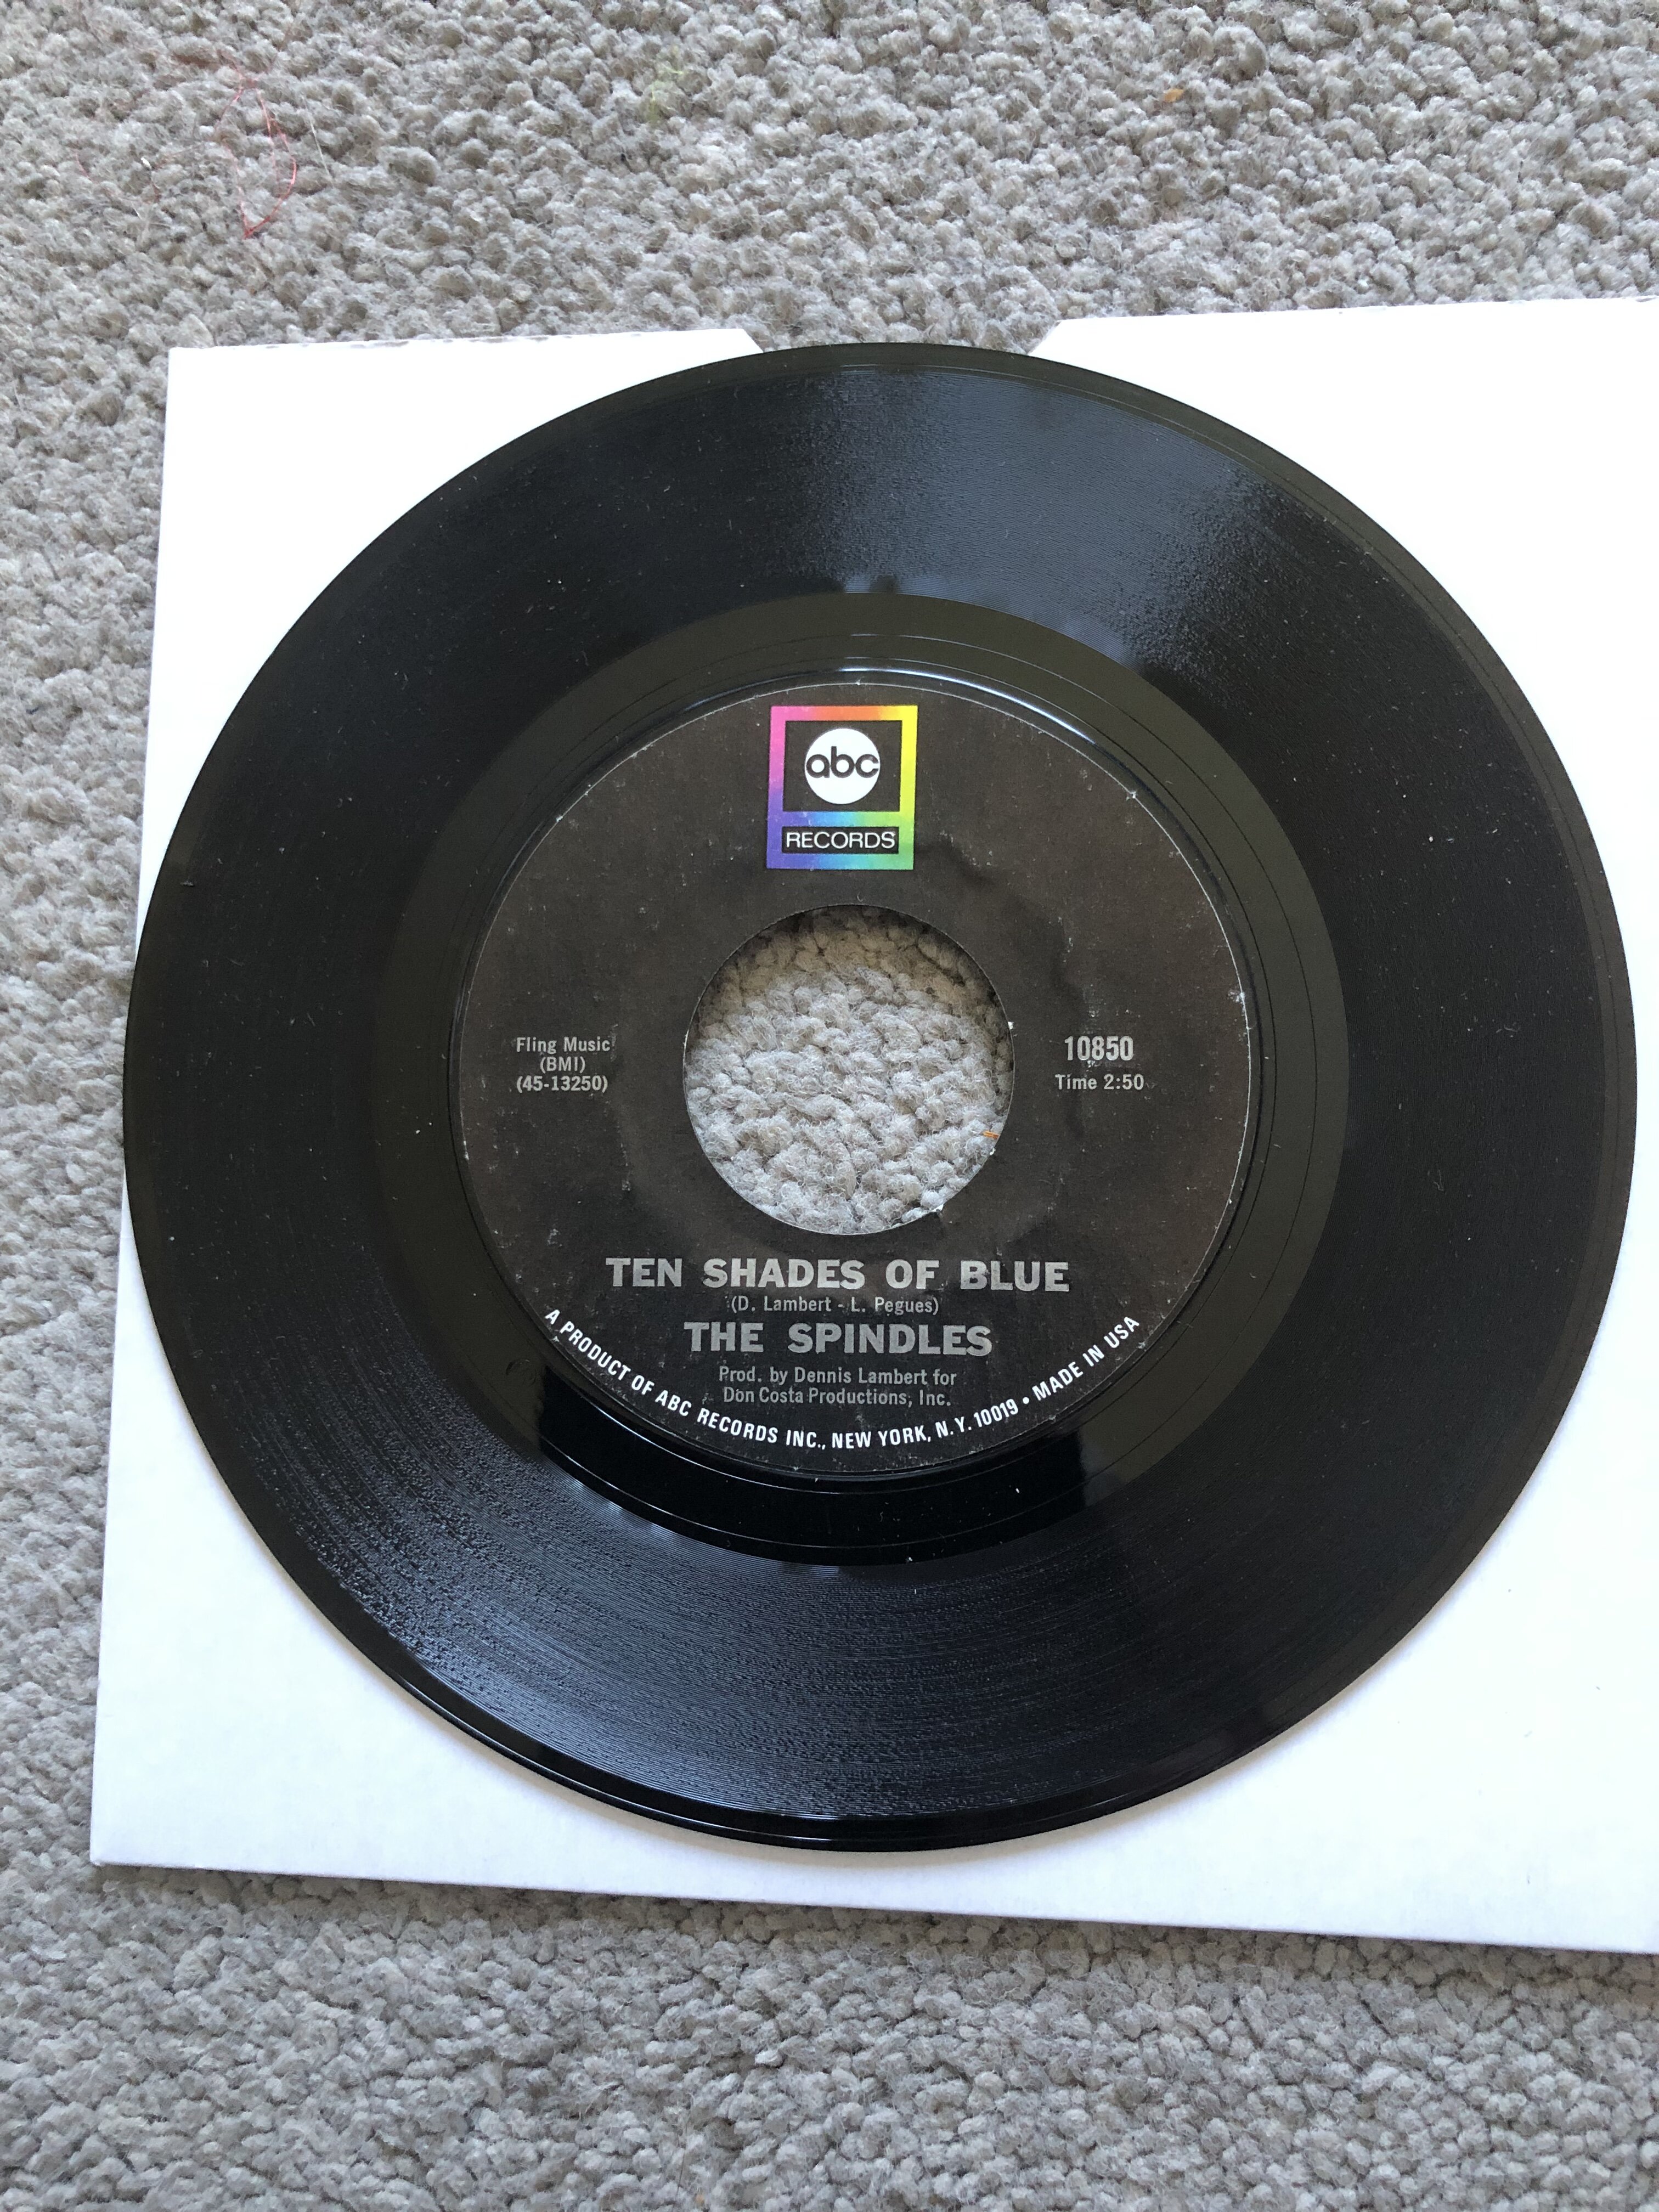 abc
RECORDS
Fling Music
(BMI)
(45-13250)
10850
Time 2:50
TEN SHADES OF BLUE
(D. Lambert - L. Pegues)
THE SPINDLES
Prod. by Dennis Lambert for
Don Costa Productions, Inc.
A PRODUCT OF ABC RECORDS INC., NEW YORK, N.Y. 10019 • MADE IN USA